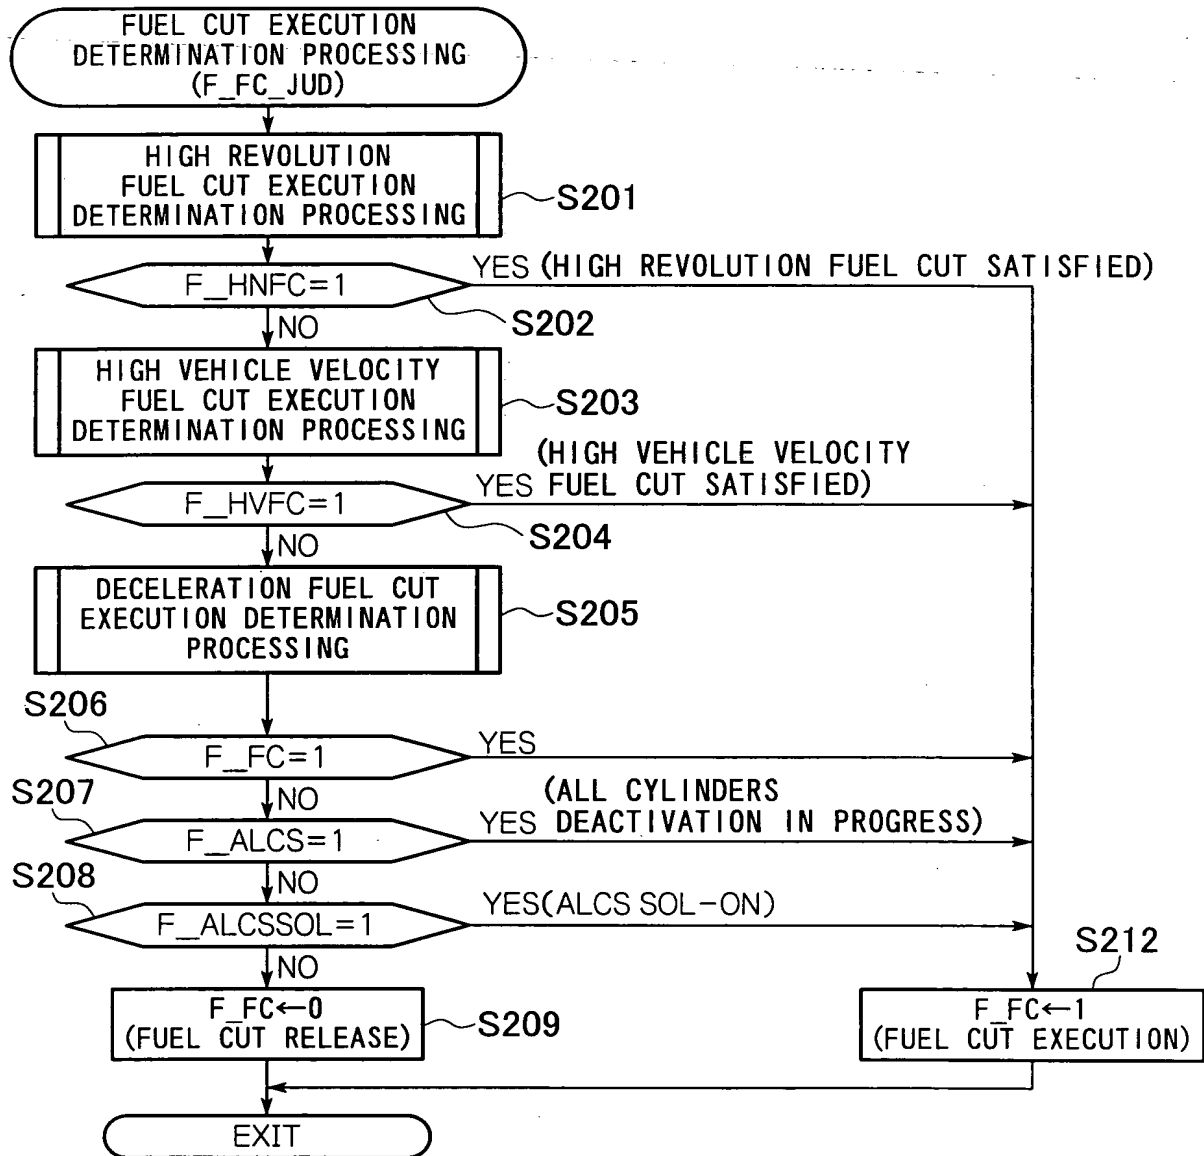 FUEL CUT EXECUTION
DETERMINATION PROCESSING
(F_FC_JUD)
HIGH REVOLUTION
FUEL CUT EXECUTION
DETERMINATION PROCESSING
S201
F_HNFC=1
YES (HIGH REVOLUTION FUEL CUT SATISFIED)
S202
NO
HIGH VEHICLE VELOCITY
FUEL CUT EXECUTION
DETERMINATION PROCESSING
S203
F_HVFC=1
(HIGH VEHICLE VELOCITY
YES FUEL CUT SATISFIED)
S204
NO
DECELERATION FUEL CUT
EXECUTION DETERMINATION
PROCESSING
S205
S206
F_FC=1
YES
NO
S207
F_ALCS=1
(ALL CYLINDERS
YES DEACTIVATION IN PROGRESS)
NO
S208
F_ALCSSOL=1
YES(ALCS SOL-ON)
NO
F_FC←0
(FUEL CUT RELEASE)
S209
S212
F_FC←1
(FUEL CUT EXECUTION)
EXIT